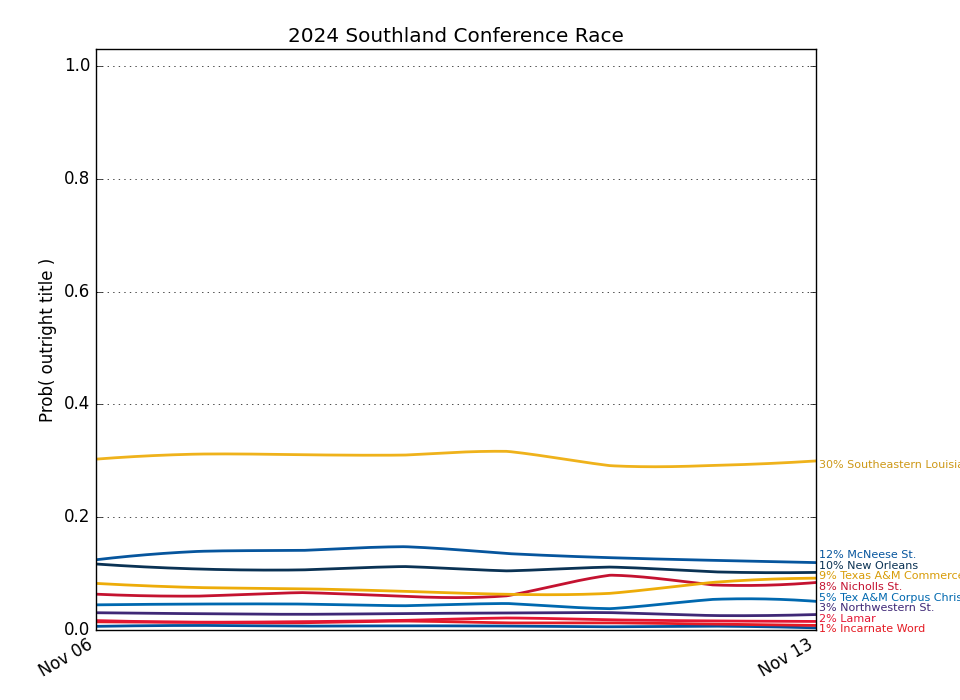 2024 Southland Conference Race
1.0
0.8
0.6
0.4
0.2
0.0
Prob( outright title )
Nov 06
Nov 13
30% Southeastern Louisia
12% McNeese St.
10% New Orleans
9% Texas A&M Commerce
8% Nicholls St.
5% Tex A&M Corpus Chris
3% Northwestern St.
2% Lamar
1% Incarnate Word